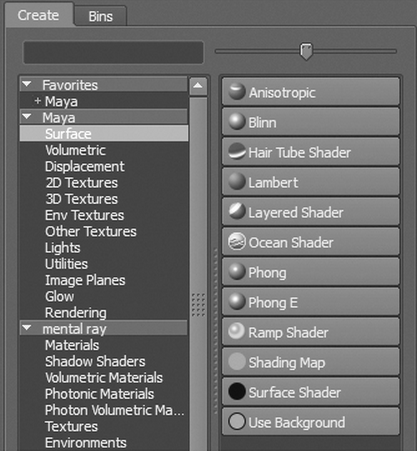 Create
Bins
Favorites
+ Maya
Maya
Surface
Volumetric
Displacement
2D Textures
3D Textures
Env Textures
Other Textures
Lights
Utilities
Image Planes
Glow
Rendering
mental ray
Materials
Shadow Shaders
Volumetric Materials
Photonic Materials
Photon Volumetric Ma...
Textures
Environments
Anisotropic
Blinn
Hair Tube Shader
Lambert
Layered Shader
Ocean Shader
Phong
Phong E
Ramp Shader
Shading Map
Surface Shader
Use Background